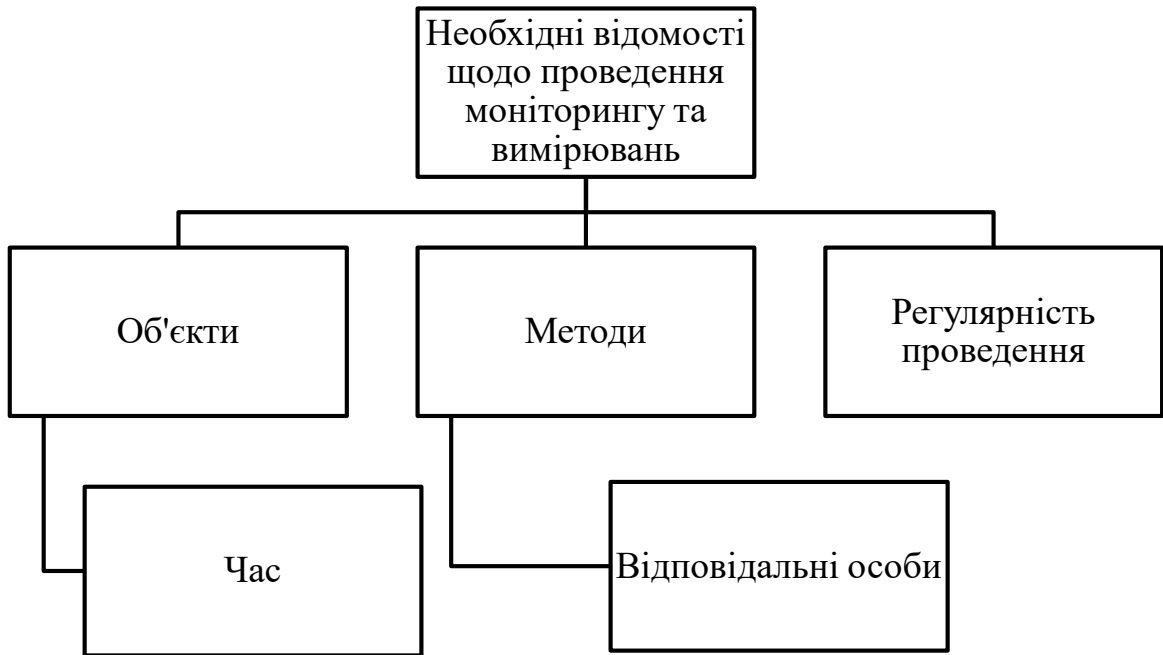 Необхідні відомості
щодо проведення
моніторингу та
вимірювань
Об'єкти
Методи
Регулярність
проведення
Час
Відповідальні особи